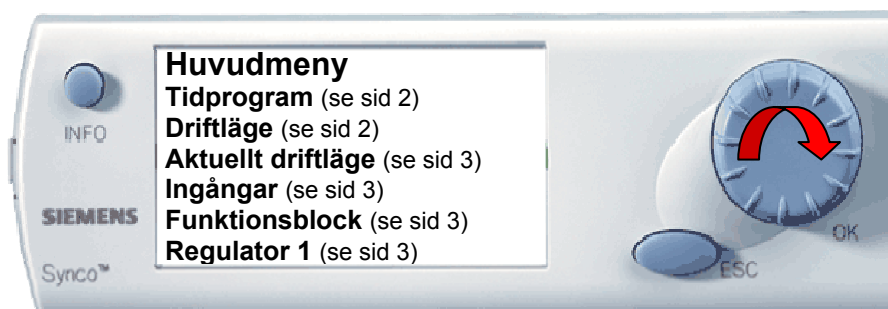 Huvudmeny
Tidprogram (se sid 2)
Driftläge (se sid 2)
Aktuellt driftläge (se sid 3)
Ingångar (se sid 3)
Funktionsblock (se sid 3)
Regulator 1 (se sid 3)
INFO
SIEMENS
Synco™
OK
ESC